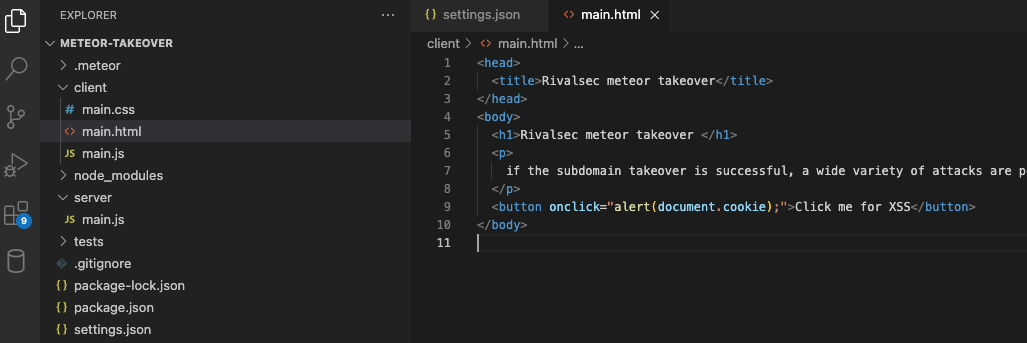 EXPLORER
···
METEOR-TAKEOVER
.meteor
client
# main.css
<> main.html
JS main.js
node_modules
server
JS main.js
tests
.gitignore
{} package-lock.json
{} package.json
{} settings.json
9
{} settings.json
<> main.html ×
client > <> main.html > ...
1 <head>
2 <title>Rivalsec meteor takeover</title>
3 </head>
4 <body>
5 <h1>Rivalsec meteor takeover </h1>
6 <p>
7 if the subdomain takeover is successful, a wide variety of attacks are
8 </p>
9 <button onclick="alert(document.cookie);">Click me for XSS</button>
10 </body>
11